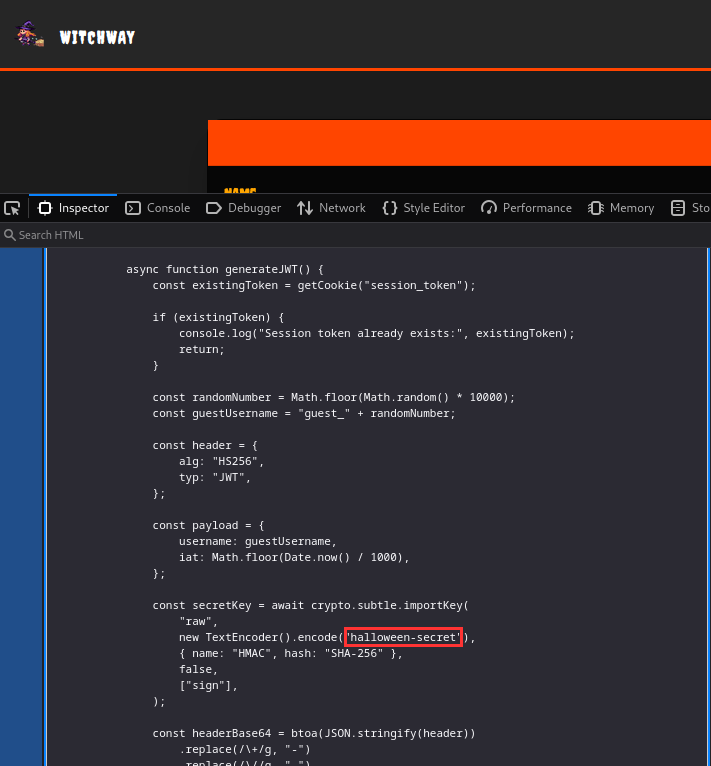 WITCHWAY
NAME
Inspector Console Debugger Network Style Editor Performance Memory Sto
Search HTML
async function generateJWT() {
const existingToken = getCookie("session_token");
if (existingToken) {
console.log("Session token already exists:", existingToken);
return;
}
const randomNumber = Math.floor(Math.random() * 10000);
const guestUsername = "guest_" + randomNumber;
const header = {
alg: "HS256",
typ: "JWT",
};
const payload = {
username: guestUsername,
iat: Math.floor(Date.now() / 1000),
};
const secretKey = await crypto.subtle.importKey(
"raw",
new TextEncoder().encode("halloween-secret"),
{ name: "HMAC", hash: "SHA-256" },
false,
["sign"],
);
const headerBase64 = btoa(JSON.stringify(header))
.replace(/\+/g, "-")
.replace(/\//g, "_")